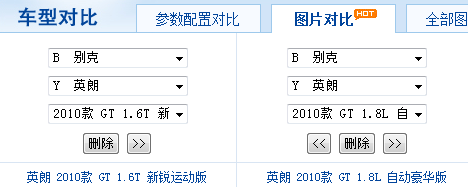 车型对比 参数配置对比 图片对比 HOT 全部图
B 别克 B 别克
Y 英朗 Y 英朗
2010款 GT 1.6T 新 2010款 GT 1.8L 自
删除 >> << 删除 >>
英朗 2010款 GT 1.6T 新锐运动版 英朗 2010款 GT 1.8L 自动豪华版